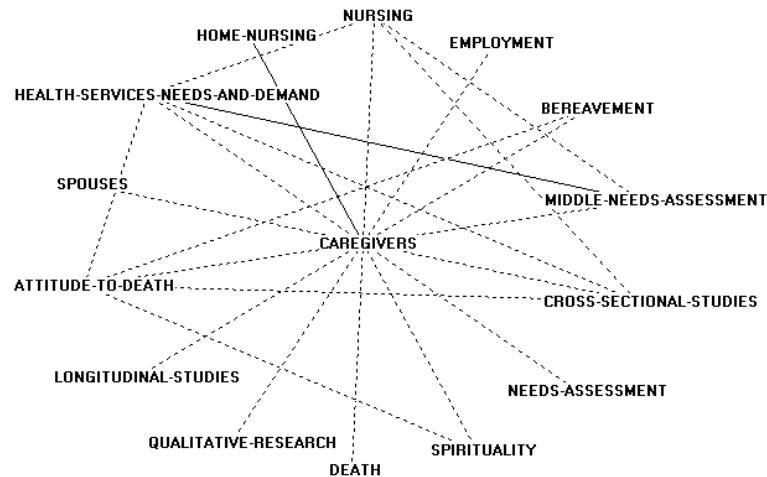 NURSING
HOME-NURSING
EMPLOYMENT
HEALTH-SERVICES-NEEDS-AND-DEMAND
BEREAVEMENT
SPOUSES
MIDDLE-NEEDS-ASSESSMENT
CAREGIVERS
ATTITUDE-TO-DEATH
CROSS-SECTIONAL-STUDIES
LONGITUDINAL-STUDIES
NEEDS-ASSESSMENT
QUALITATIVE-RESEARCH
SPIRITUALITY
DEATH